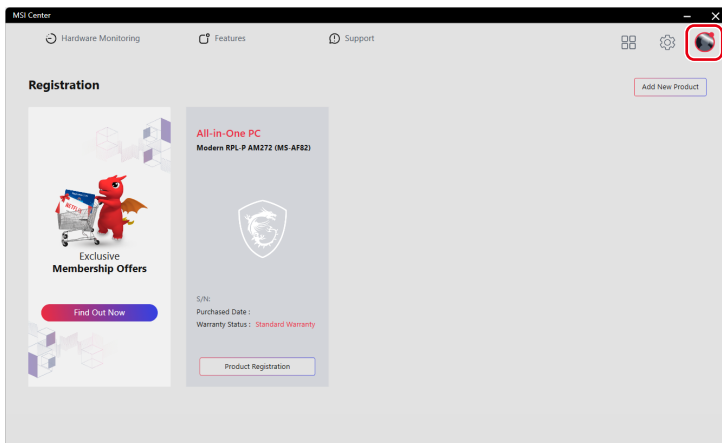 MSI Center
Hardware Monitoring
Features
Support
Registration
Add New Product
All-in-One PC
Modern RPL-P AM272 (MS-AF82)
NETFLIX
Exclusive
Membership Offers
Find Out Now
S/N:
Purchased Date :
Warranty Status : Standard Warranty
Product Registration